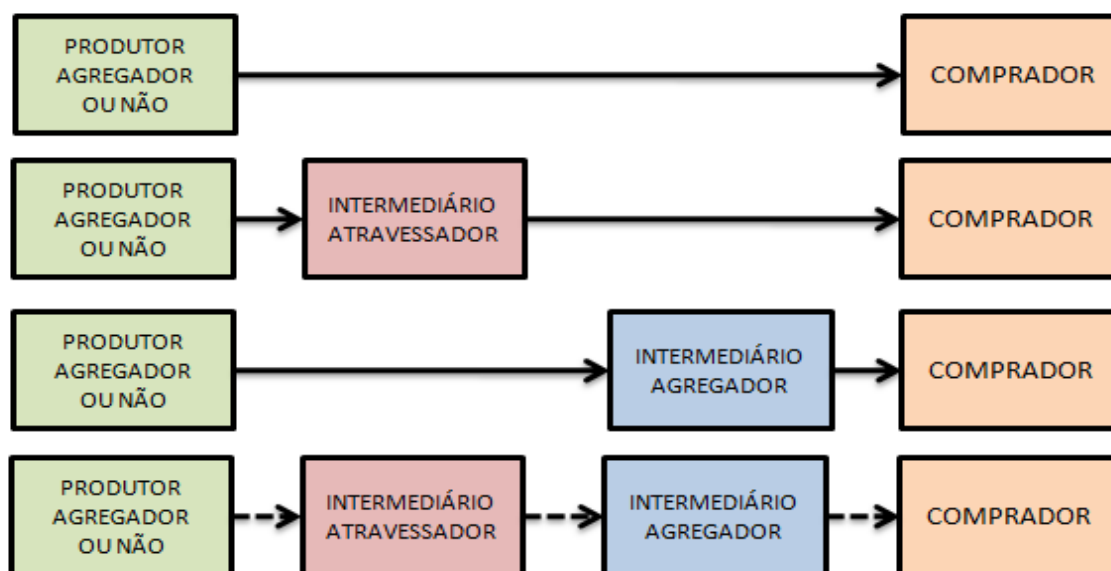 PRODUTOR
AGREGADOR
OU NÃO
COMPRADOR
PRODUTOR
AGREGADOR
OU NÃO
INTERMEDIÁRIO
ATRAVESSADOR
COMPRADOR
PRODUTOR
AGREGADOR
OU NÃO
INTERMEDIÁRIO
AGREGADOR
COMPRADOR
PRODUTOR
AGREGADOR
OU NÃO
INTERMEDIÁRIO
ATRAVESSADOR
INTERMEDIÁRIO
AGREGADOR
COMPRADOR